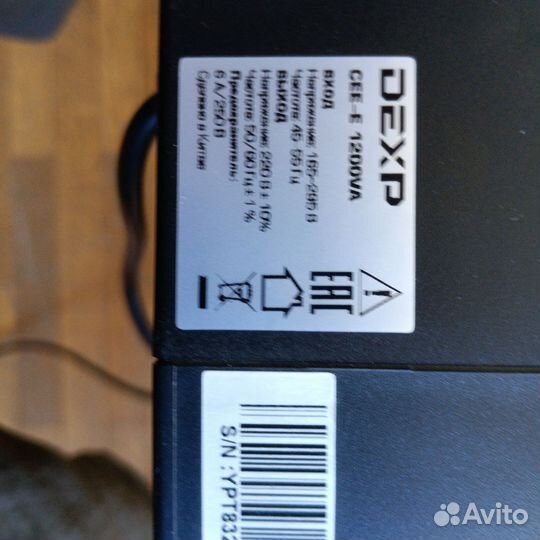 DEXP
CEE-E 1200VA
ВХОД
Напряжение: 165-295 В
Частота: 45-55 Гц
ВЫХОД
Напряжение: 220 В ± 10%
Частота: 50/60 Гц ± 1 %
Предохранитель:
6 А/250 В
Сделано в Китае
EAC
S/N:YPT832
Avito